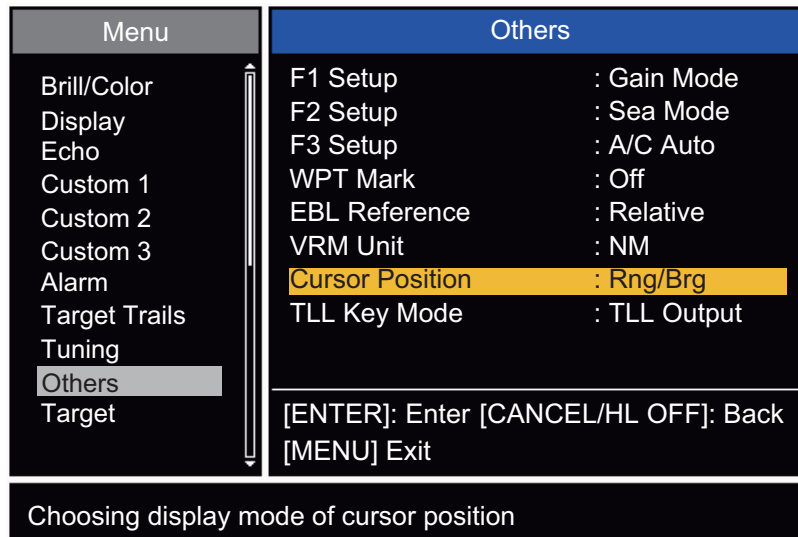 Menu
Brill/Color
Display
Echo
Custom 1
Custom 2
Custom 3
Alarm
Target Trails
Tuning
Others
Target
Others
F1 Setup : Gain Mode
F2 Setup : Sea Mode
F3 Setup : A/C Auto
WPT Mark : Off
EBL Reference : Relative
VRM Unit : NM
Cursor Position : Rng/Brg
TLL Key Mode : TLL Output
[ENTER]: Enter [CANCEL/HL OFF]: Back
[MENU] Exit
Choosing display mode of cursor position